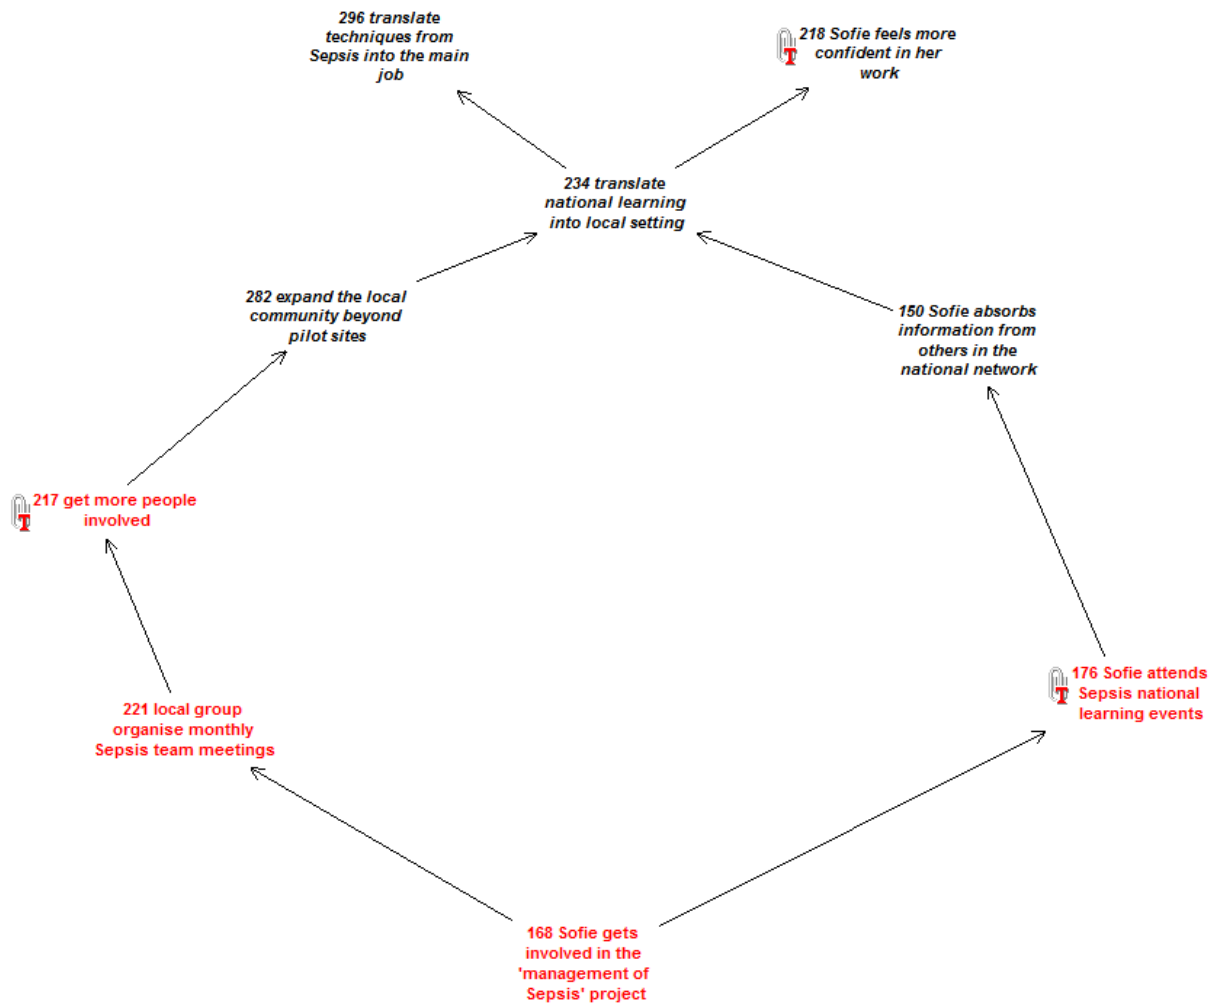 296 translate
techniques from
Sepsis into the main
job
218 Sofie feels more
confident in her
work
234 translate
national learning
into local setting
282 expand the local
community beyond
pilot sites
150 Sofie absorbs
information from
others in the
national network
217 get more people
involved
176 Sofie attends
Sepsis national
learning events
221 local group
organise monthly
Sepsis team meetings
168 Sofie gets
involved in the
'management of
Sepsis' project